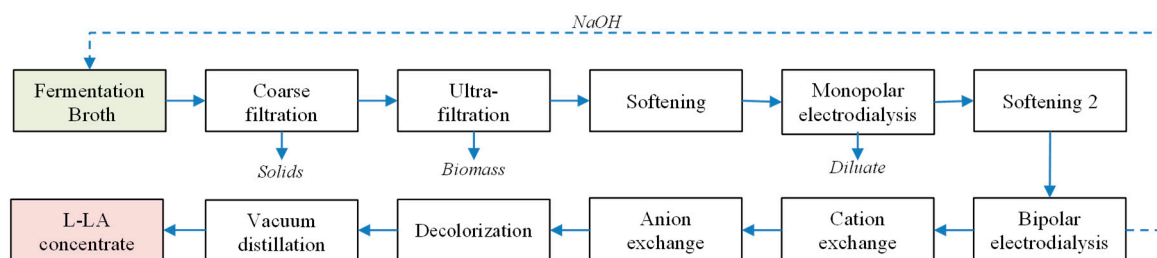 NaOH
Fermentation
Broth
Coarse
filtration
Ultra-
filtration
Softening
Monopolar
electrodialysis
Softening 2
Solids
Biomass
Diluate
L-LA
concentrate
Vacuum
distillation
Decolorization
Anion
exchange
Cation
exchange
Bipolar
electrodialysis